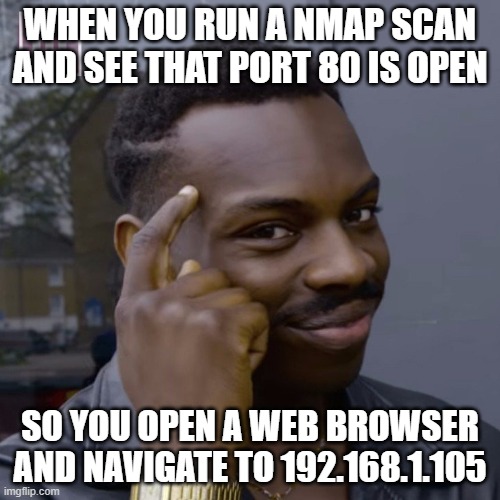 WHEN YOU RUN A NMAP SCAN
AND SEE THAT PORT 80 IS OPEN
SO YOU OPEN A WEB BROWSER
AND NAVIGATE TO 192.168.1.105
imgflip.com